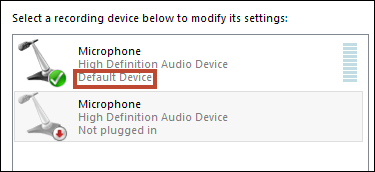 Select a recording device below to modify its settings:
Microphone
High Definition Audio Device
Default Device
Microphone
High Definition Audio Device
Not plugged in